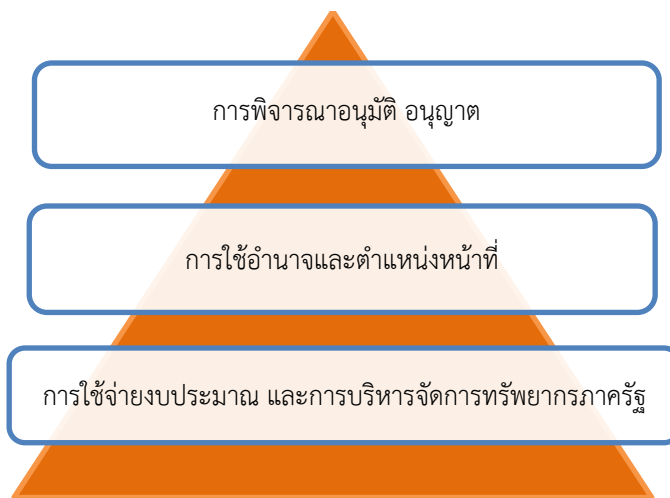 การพิจารณาอนุมัติ อนุญาต
การใช้อำนาจและตำแหน่งหน้าที่
การใช้จ่ายงบประมาณ และการบริหารจัดการทรัพยากรภาครัฐ